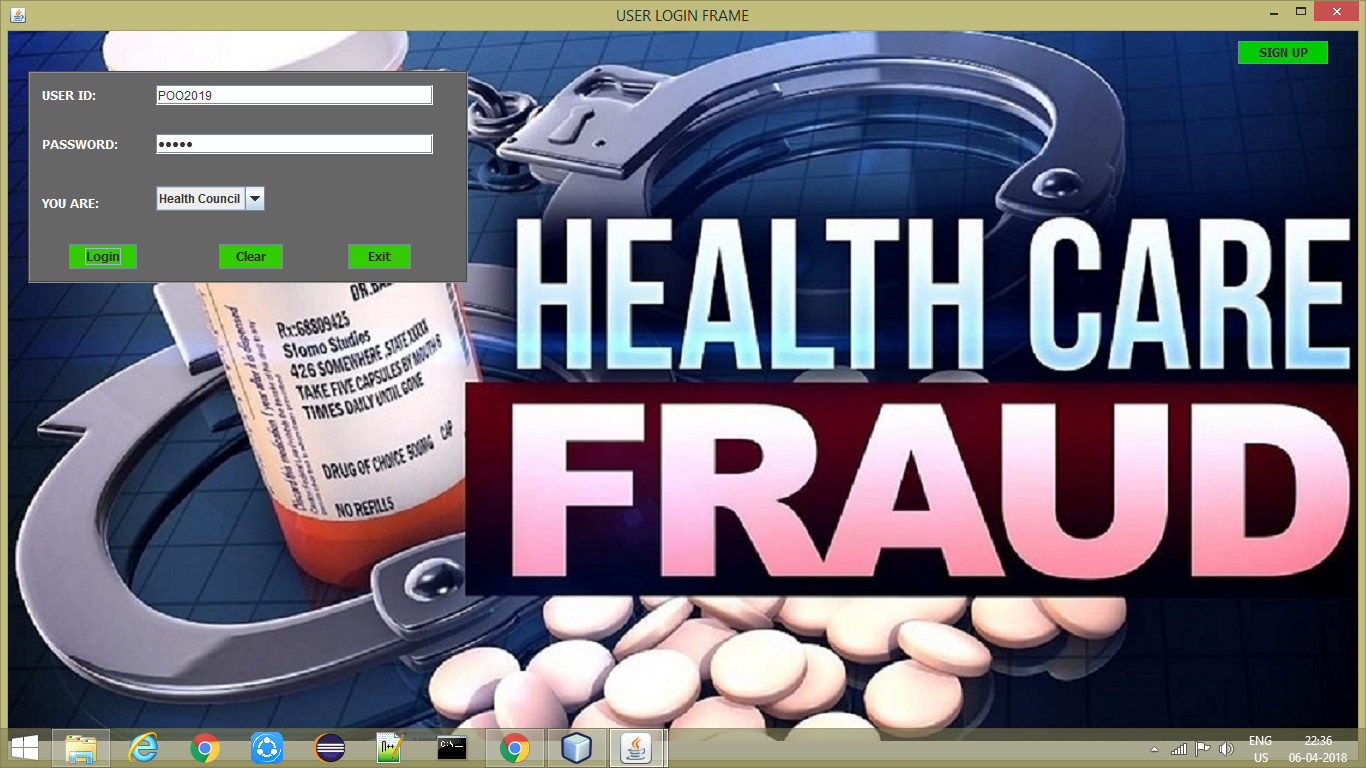 USER LOGIN FRAME
SIGN UP
USER ID:
POO2019
PASSWORD:
•••••
YOU ARE:
Health Council
Login
Clear
Exit
HEALTH CARE
FRAUD
Rx:68809425
Slomo Studies
426 SOMEWHERE ,STATE,XXXX
TAKE FIVE CAPSULES BY MOUTH 6
TIMES DAILY UNTIL GONE
DRUG OF CHOICE 500MG CAP
NO REFILLS
ENG
US
22:36
06-04-2018